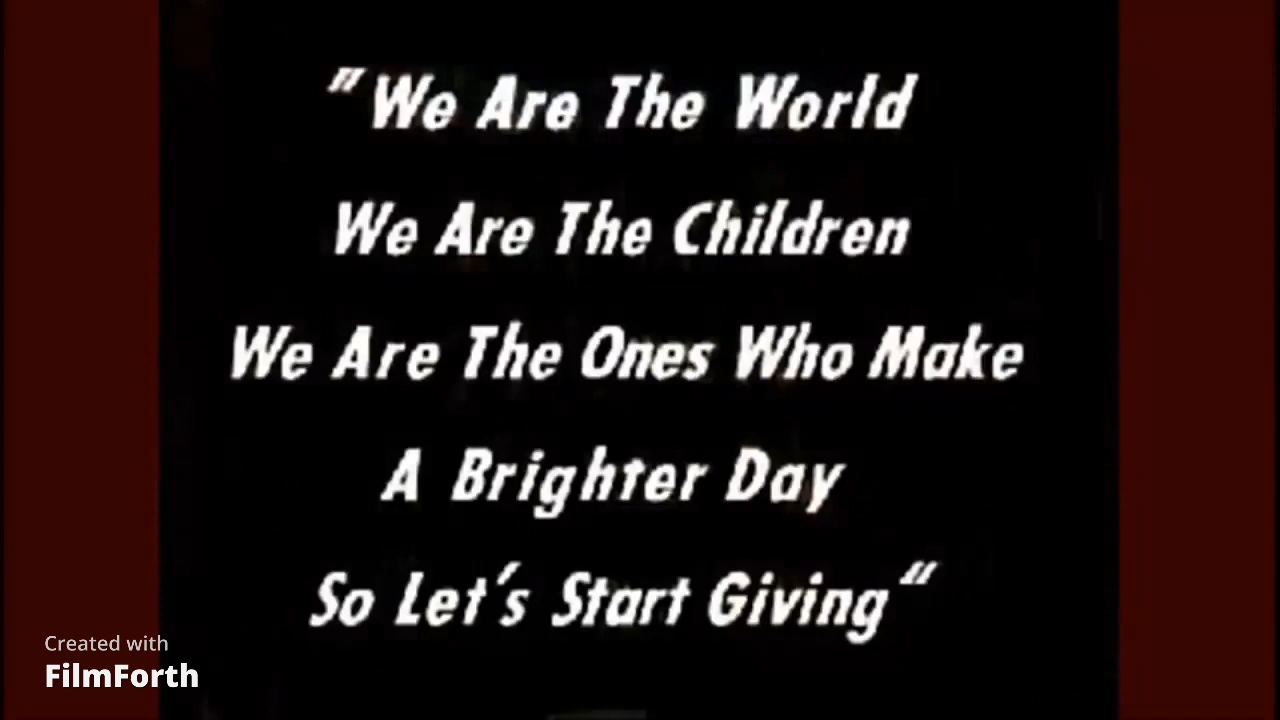 "We Are The World
We Are The Children
We Are The Ones Who Make
A Brighter Day
So Let's Start Giving"
Created with
FilmForth